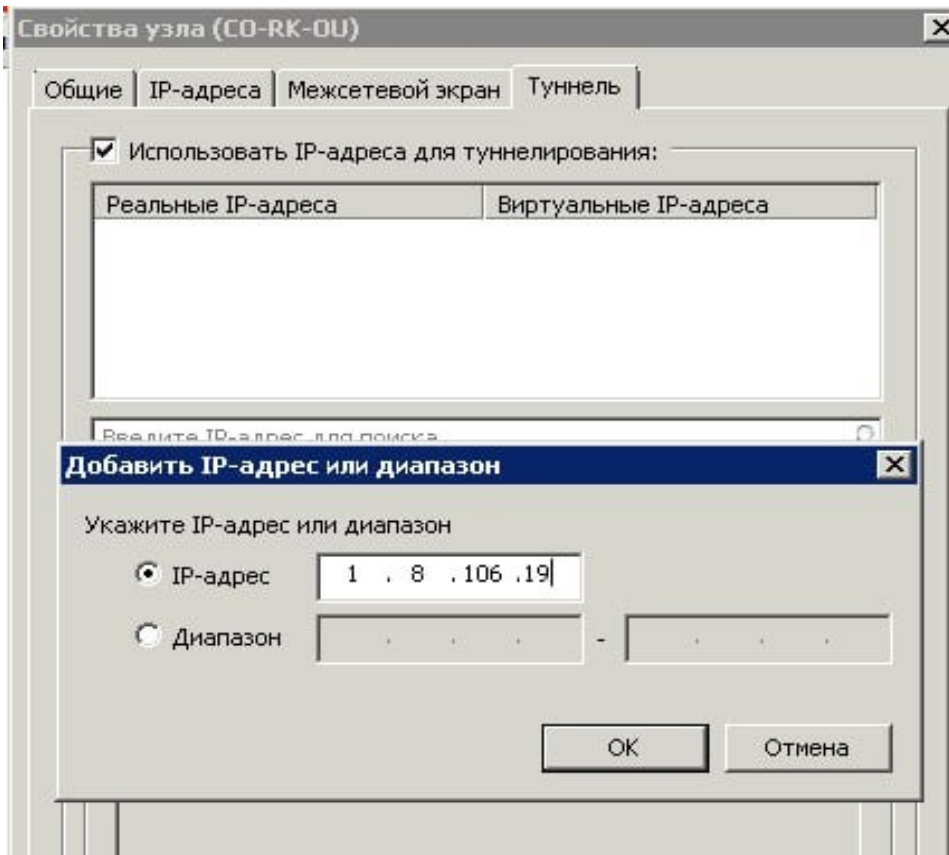 Свойства узла (CO-RK-OU)
Общие IP-адреса Межсетевой экран Туннель
Использовать IP-адреса для туннелирования:
Реальные IP-адреса Виртуальные IP-адреса
Введите IP-адрес для поиска
Добавить IP-адрес или диапазон
Укажите IP-адрес или диапазон
IP-адрес 1 . 8 .106 .19
Диапазон . . . - . . .
OK Отмена